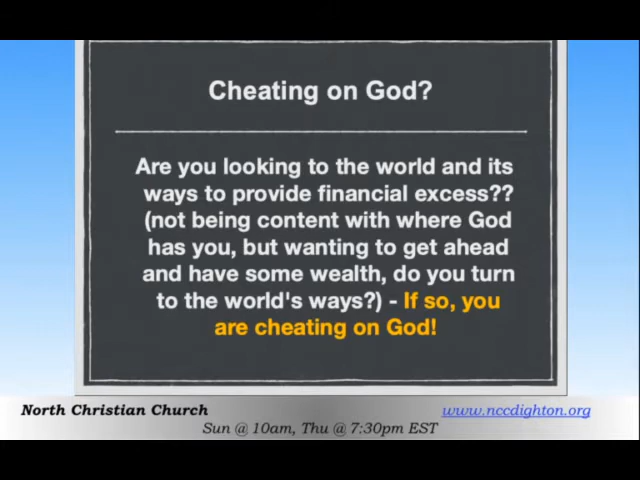 Cheating on God?
Are you looking to the world and its
ways to provide financial excess??
(not being content with where God
has you, but wanting to get ahead
and have some wealth, do you turn
to the world's ways?) - If so, you
are cheating on God!
North Christian Church
www.nccdighton.org
Sun @ 10am, Thu @ 7:30pm EST